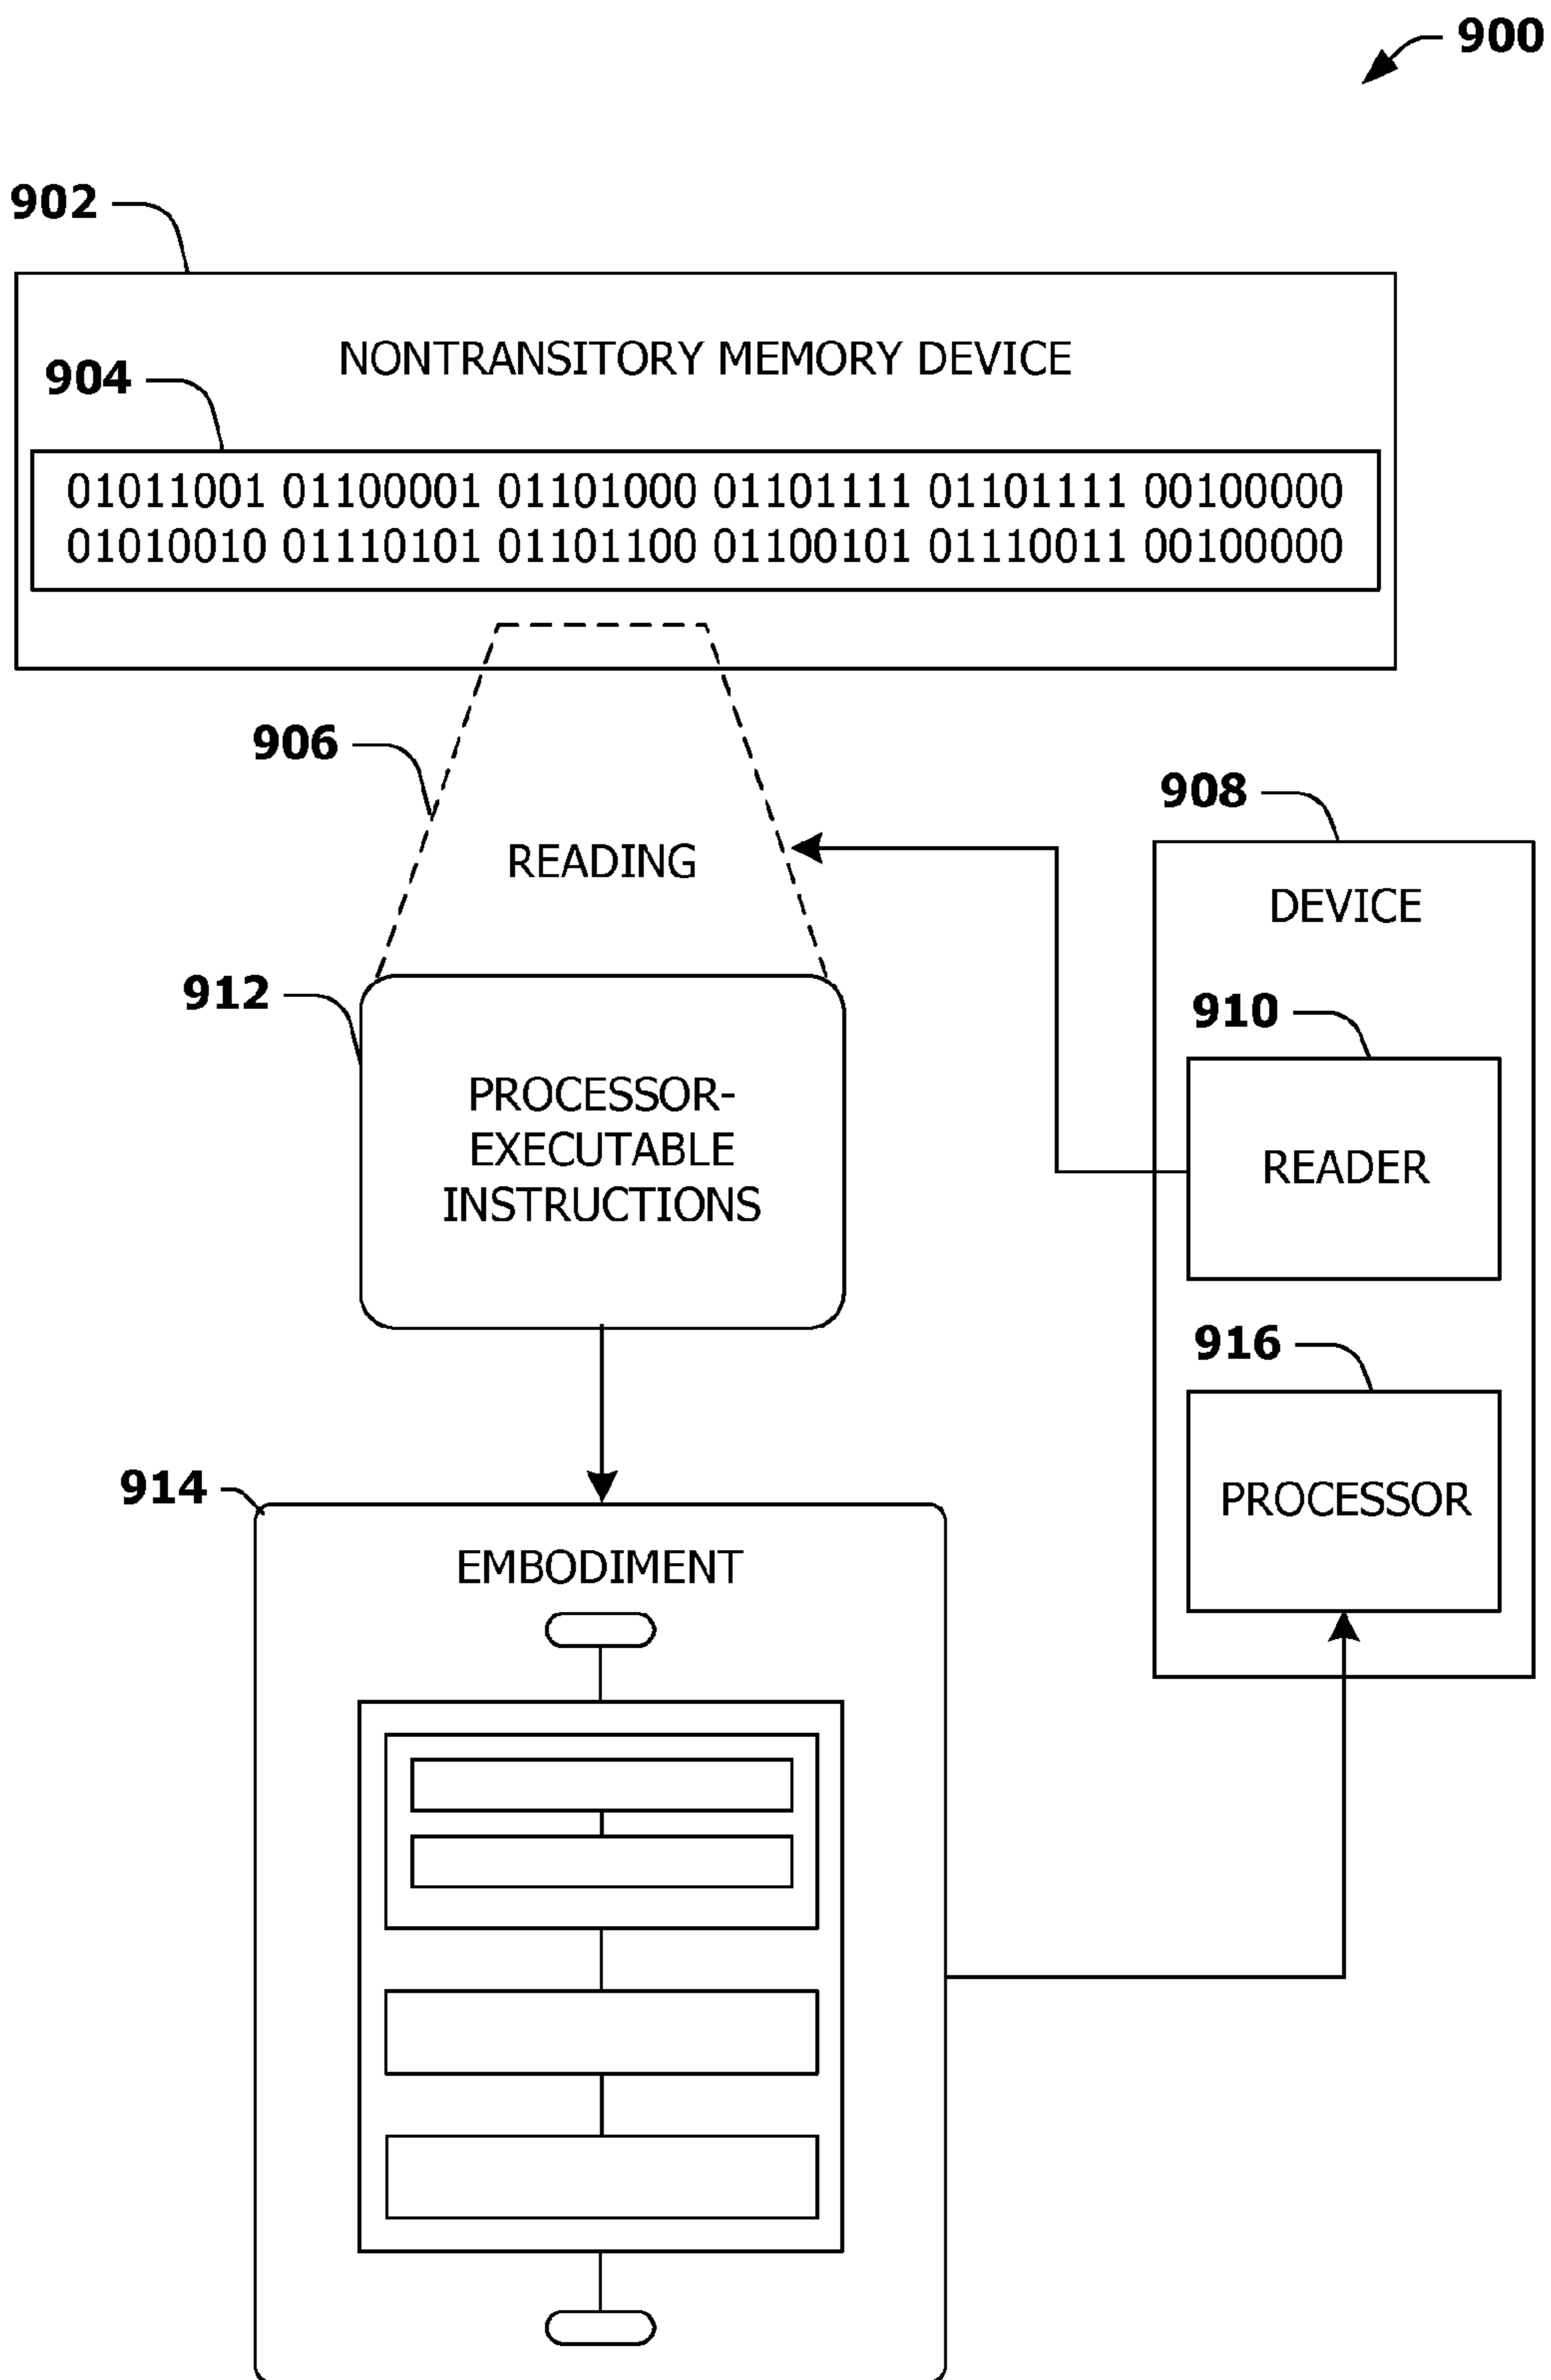 900
902
NONTRANSITORY MEMORY DEVICE
904
01011001 01100001 01101000 01101111 01101111 00100000
01010010 01110101 01101100 01100101 01110011 00100000
906
READING
908
DEVICE
912
PROCESSOR-
EXECUTABLE
INSTRUCTIONS
910
READER
916
PROCESSOR
914
EMBODIMENT